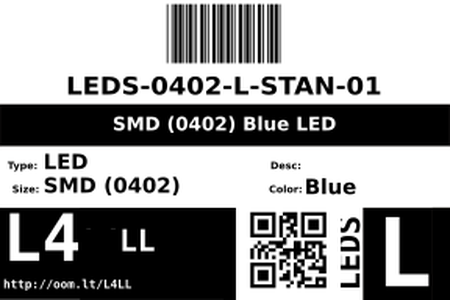 LEDS-0402-L-STAN-01
SMD (0402) Blue LED
Type: LED
Desc:
Size: SMD (0402)
Color: Blue
L4 LL
http://oom.lt/L4LL
LEDS
L